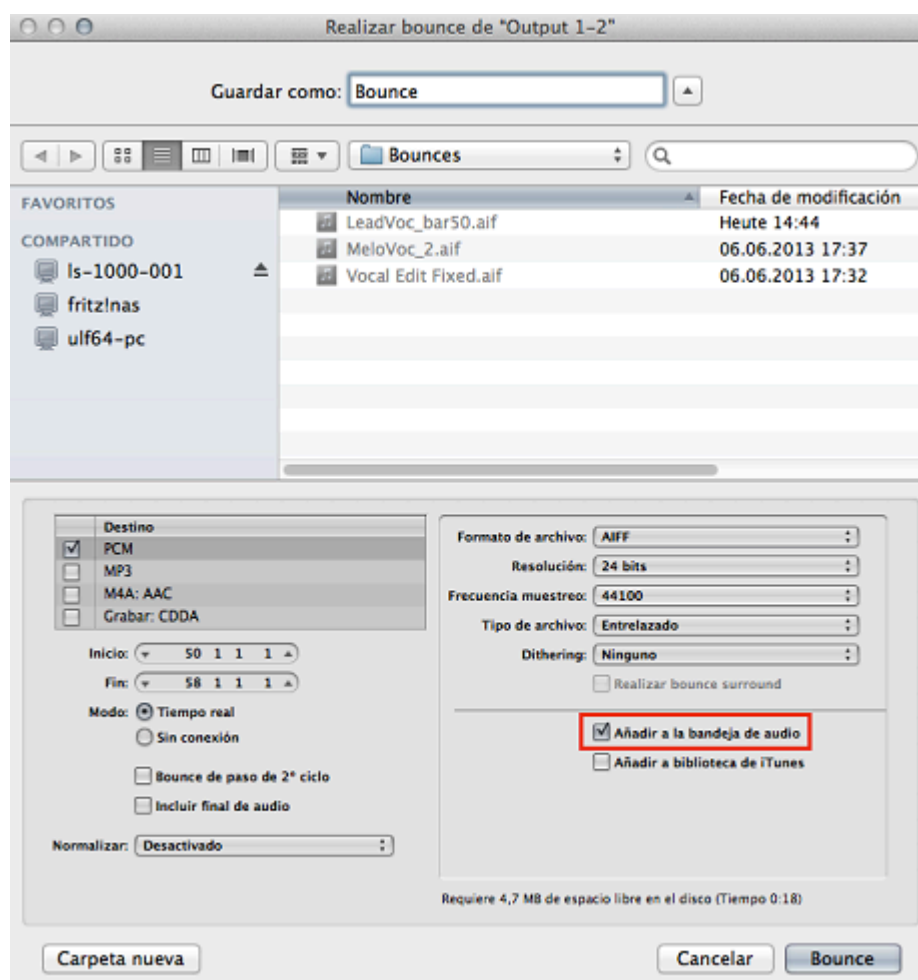 Realizar bounce de "Output 1-2"
Guardar como: Bounce
Bounces
FAVORITOS
COMPARTIDO
ls-1000-001
fritz!nas
ulf64-pc
Nombre Fecha de modificación
LeadVoc_bar50.aif Heute 14:44
MeloVoc_2.aif 06.06.2013 17:37
Vocal Edit Fixed.aif 06.06.2013 17:32
Destino
PCM
MP3
M4A: AAC
Grabar: CDDA
Inicio: 50 1 1 1
Fin: 58 1 1 1
Modo: Tiempo real
Sin conexión
Bounce de paso de 2º ciclo
Incluir final de audio
Normalizar: Desactivado
Formato de archivo: AIFF
Resolución: 24 bits
Frecuencia muestreo: 44100
Tipo de archivo: Entrelazado
Dithering: Ninguno
Realizar bounce surround
Añadir a la bandeja de audio
Añadir a biblioteca de iTunes
Requiere 4,7 MB de espacio libre en el disco (Tiempo 0:18)
Carpeta nueva Cancelar Bounce